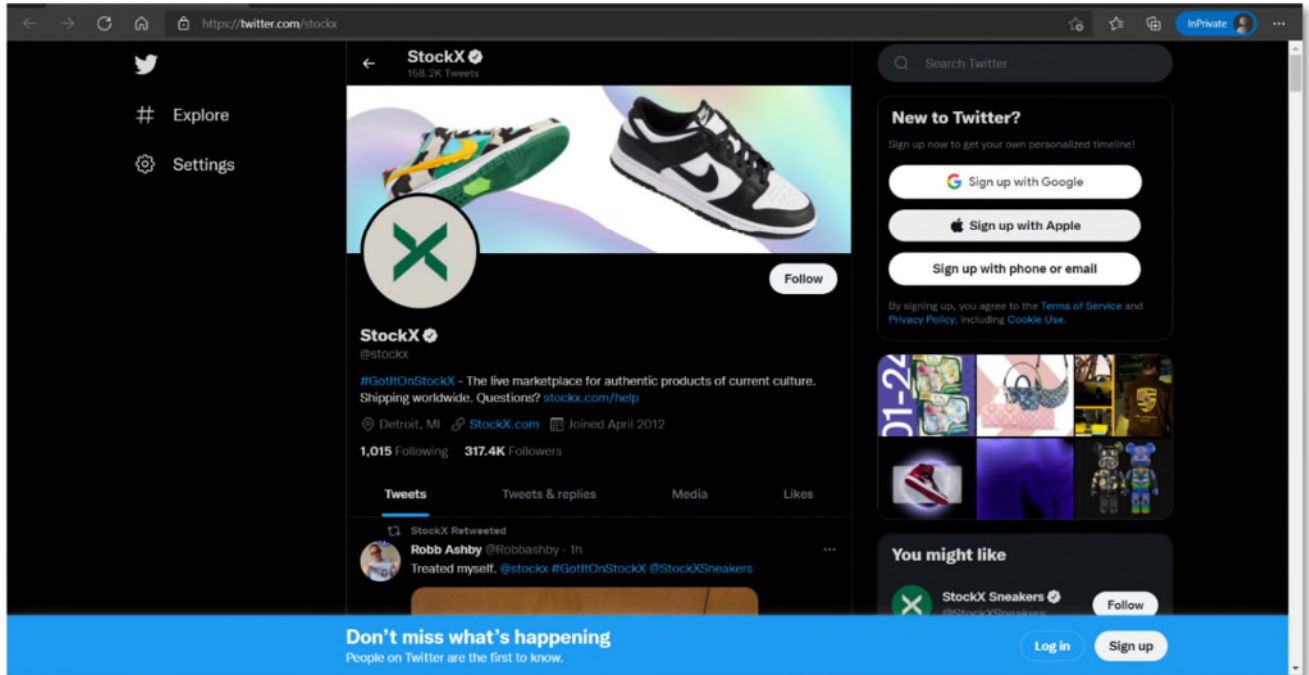 https://twitter.com/stockx
InPrivate
Explore
Settings
StockX
158.2K Tweets
Follow
StockX
@stockx
#GotItOnStockX - The live marketplace for authentic products of current culture.
Shipping worldwide. Questions? stockx.com/help
Detroit, MI StockX.com Joined April 2012
1,015 Following 317.4K Followers
Tweets Tweets & replies Media Likes
StockX Retweeted
Robb Ashby @Robbashby · 1h
Treated myself. @stockx #GotItOnStockX @StockXSneakers
Search Twitter
New to Twitter?
Sign up now to get your own personalized timeline!
Sign up with Google
Sign up with Apple
Sign up with phone or email
By signing up, you agree to the Terms of Service and
Privacy Policy, including Cookie Use.
01-24
You might like
StockX Sneakers
@StockXSneakers
Follow
Don't miss what's happening
People on Twitter are the first to know.
Log in
Sign up